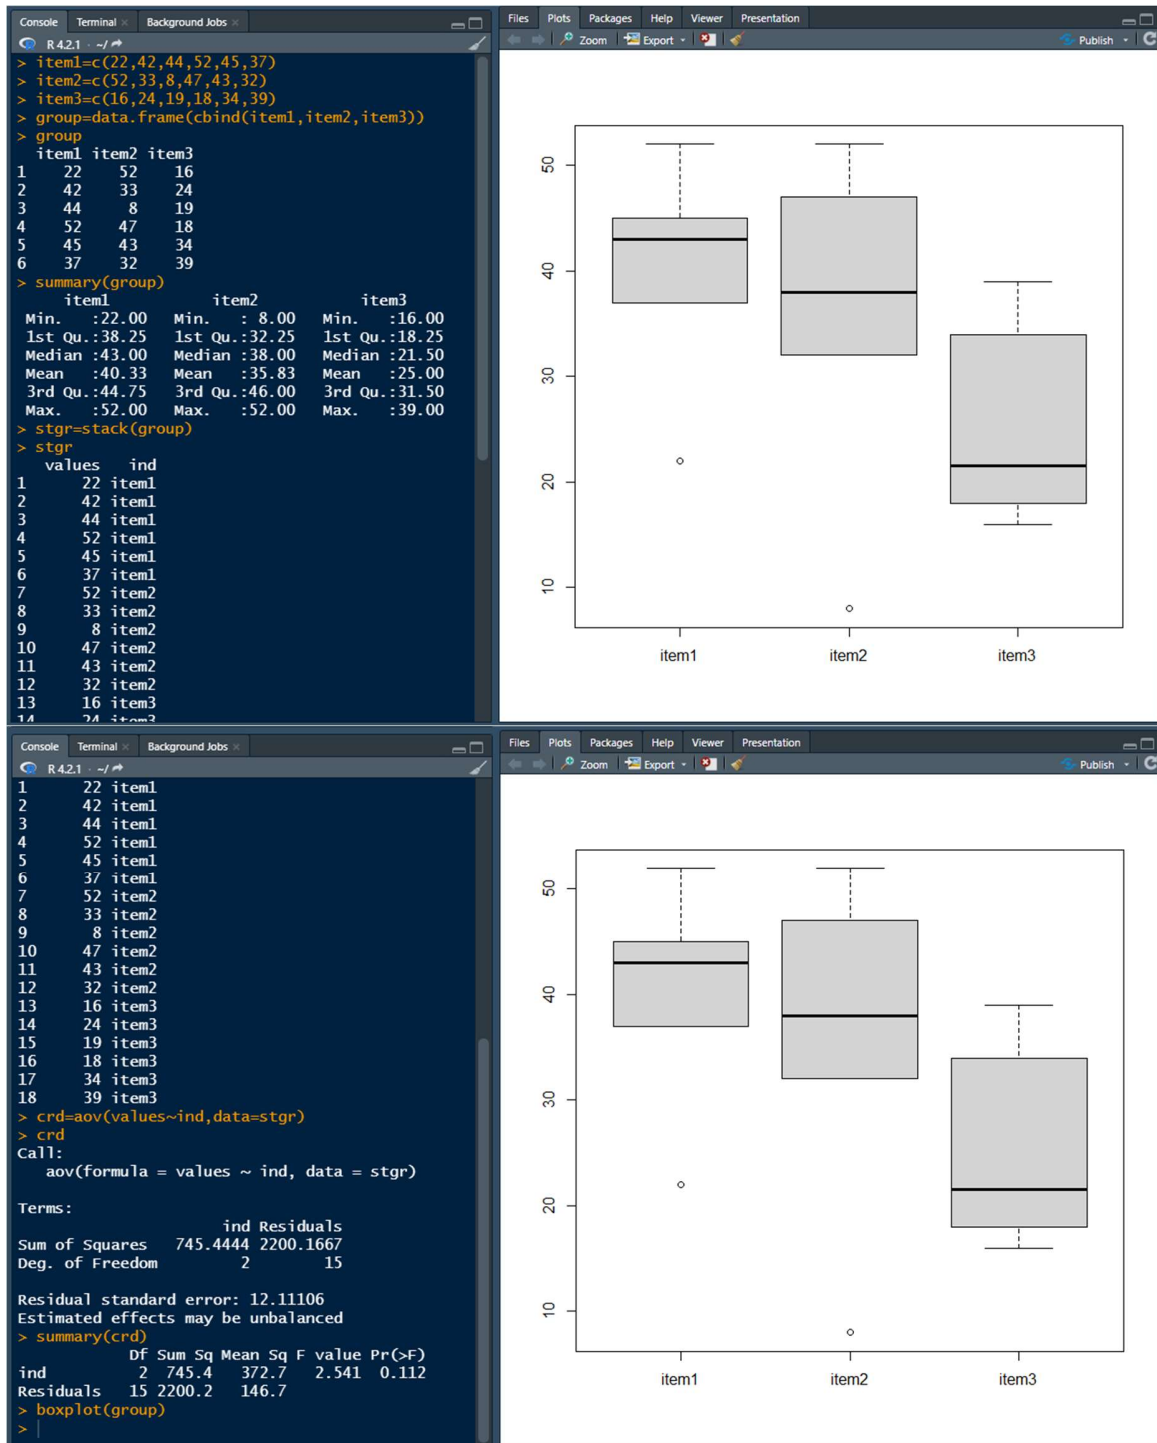 Console Terminal × Background Jobs ×
R 4.2.1 · ~/
> item1=c(22,42,44,52,45,37)
> item2=c(52,33,8,47,43,32)
> item3=c(16,24,19,18,34,39)
> group=data.frame(cbind(item1,item2,item3))
> group
  item1 item2 item3
1    22    52    16
2    42    33    24
3    44     8    19
4    52    47    18
5    45    43    34
6    37    32    39
> summary(group)
     item1           item2           item3
 Min.   :22.00   Min.   : 8.00   Min.   :16.00
 1st Qu.:38.25   1st Qu.:32.25   1st Qu.:18.25
 Median :43.00   Median :38.00   Median :21.50
 Mean   :40.33   Mean   :35.83   Mean   :25.00
 3rd Qu.:44.75   3rd Qu.:46.00   3rd Qu.:31.50
 Max.   :52.00   Max.   :52.00   Max.   :39.00
> stgr=stack(group)
> stgr
   values   ind
1      22 item1
2      42 item1
3      44 item1
4      52 item1
5      45 item1
6      37 item1
7      52 item2
8      33 item2
9       8 item2
10     47 item2
11     43 item2
12     32 item2
13     16 item3
14     24 item3
Files Plots Packages Help Viewer Presentation
Zoom Export Publish
50
40
30
20
10
item1 item2 item3
Console Terminal × Background Jobs ×
R 4.2.1 · ~/
1      22 item1
2      42 item1
3      44 item1
4      52 item1
5      45 item1
6      37 item1
7      52 item2
8      33 item2
9       8 item2
10     47 item2
11     43 item2
12     32 item2
13     16 item3
14     24 item3
15     19 item3
16     18 item3
17     34 item3
18     39 item3
> crd=aov(values~ind,data=stgr)
> crd
Call:
   aov(formula = values ~ ind, data = stgr)
Terms:
                      ind Residuals
Sum of Squares   745.4444 2200.1667
Deg. of Freedom         2        15
Residual standard error: 12.11106
Estimated effects may be unbalanced
> summary(crd)
            Df Sum Sq Mean Sq F value Pr(>F)
ind          2  745.4   372.7   2.541  0.112
Residuals   15 2200.2   146.7
> boxplot(group)
>
Files Plots Packages Help Viewer Presentation
Zoom Export Publish
50
40
30
20
10
item1 item2 item3